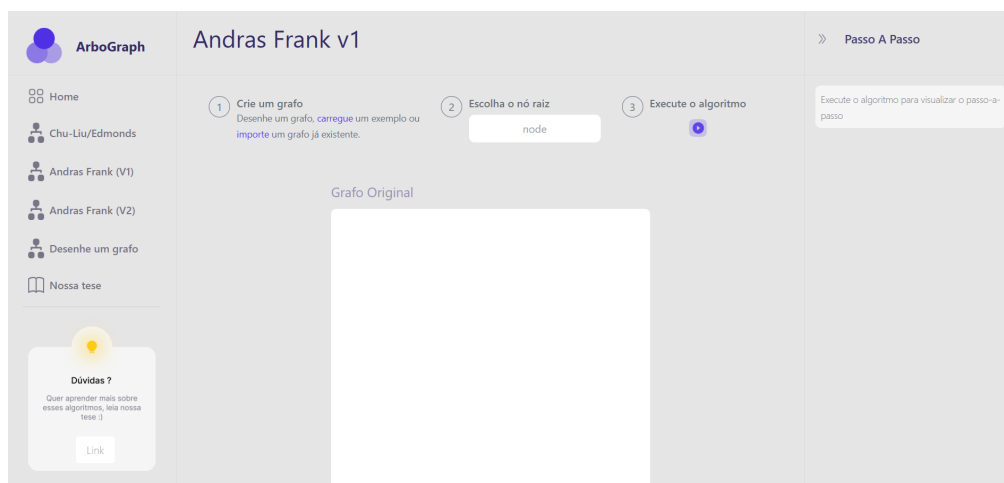 ArboGraph
Home
Chu-Liu/Edmonds
Andras Frank (V1)
Andras Frank (V2)
Desenhe um grafo
Nossa tese
Dúvidas ?
Quer aprender mais sobre
esses algoritmos, leia nossa
tese :)
Link
Andras Frank v1
1
Crie um grafo
Desenhe um grafo, carregue um exemplo ou
importe um grafo já existente.
2
Escolha o nó raiz
node
3
Execute o algoritmo
Grafo Original
Passo A Passo
Execute o algoritmo para visualizar o passo-a-
passo